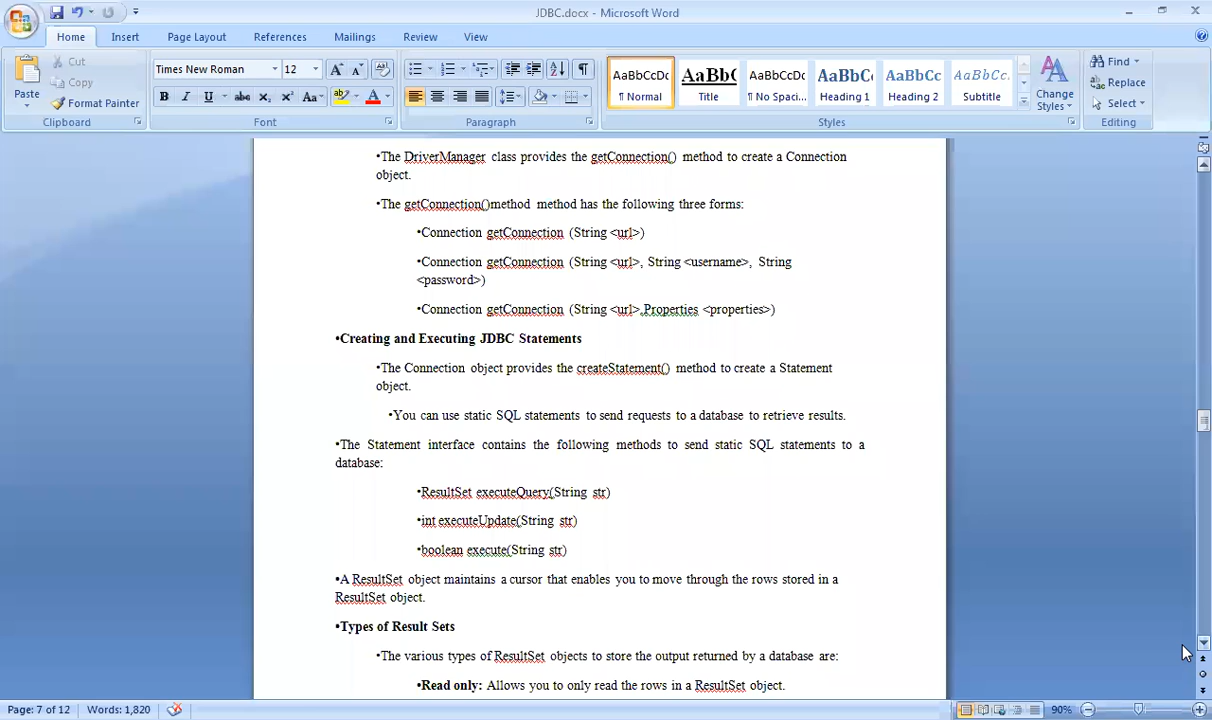 JDBC.docx - Microsoft Word
Home Insert Page Layout References Mailings Review View
Paste
Cut
Copy
Format Painter
Clipboard
Times New Roman 12
B I U abc X₂ X² Aa A
Font
Paragraph
AaBbCcDc AaBbC AaBbCcDc AaBbCc AaBbCc AaBbCc.
¶ Normal Title ¶ No Spaci... Heading 1 Heading 2 Subtitle
Change Styles
Styles
Find
Replace
Select
Editing
•The DriverManager class provides the getConnection() method to create a Connection
object.
•The getConnection()method method has the following three forms:
•Connection getConnection (String <url>)
•Connection getConnection (String <url>, String <username>, String
<password>)
•Connection getConnection (String <url>,Properties <properties>)
•Creating and Executing JDBC Statements
•The Connection object provides the createStatement() method to create a Statement
object.
•You can use static SQL statements to send requests to a database to retrieve results.
•The Statement interface contains the following methods to send static SQL statements to a
database:
•ResultSet executeQuery(String str)
•int executeUpdate(String str)
•boolean execute(String str)
•A ResultSet object maintains a cursor that enables you to move through the rows stored in a
ResultSet object.
•Types of Result Sets
•The various types of ResultSet objects to store the output returned by a database are:
•Read only: Allows you to only read the rows in a ResultSet object.
Page: 7 of 12 Words: 1,820 90%